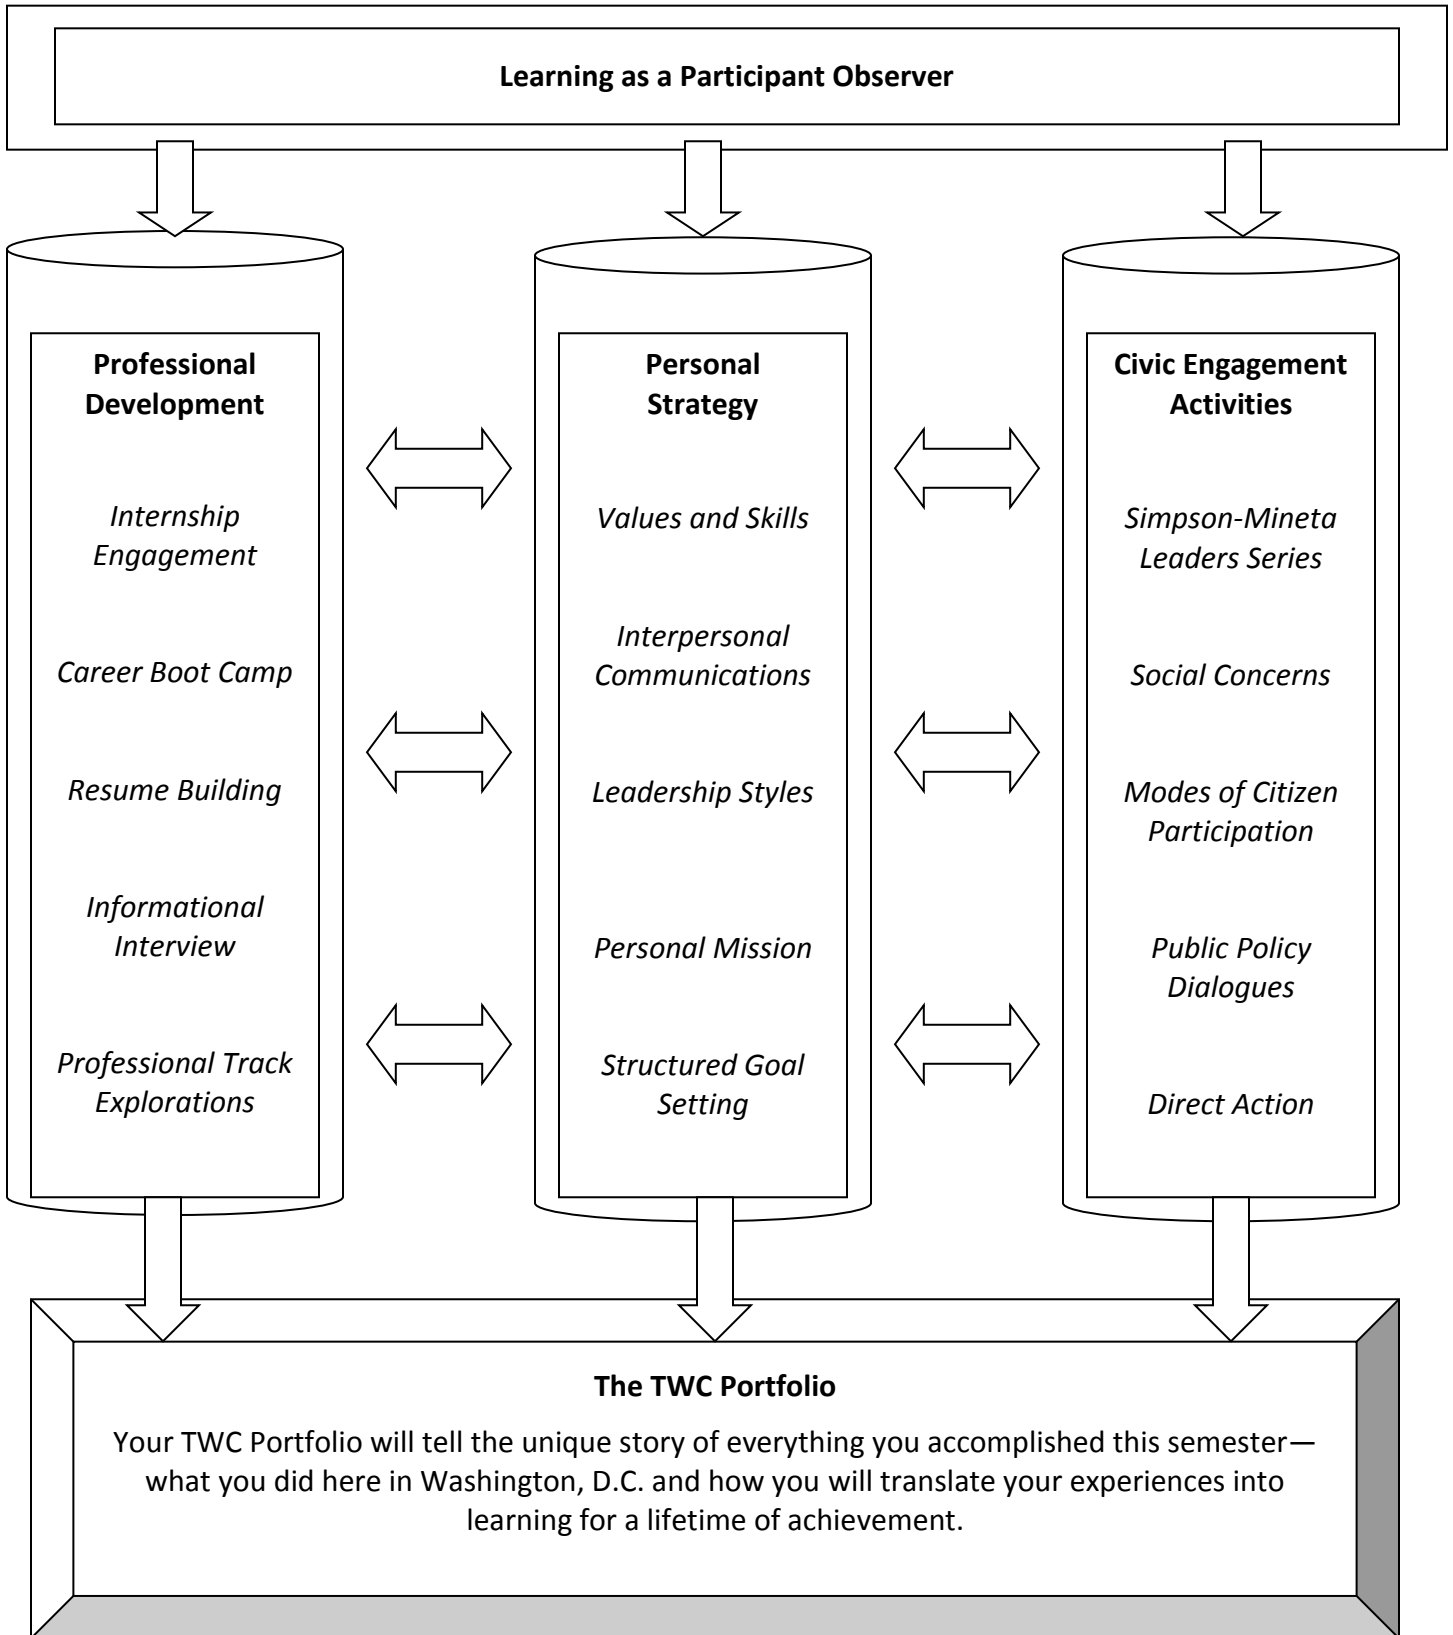 Learning as a Participant Observer
Professional
Development
Internship
Engagement
Career Boot Camp
Resume Building
Informational
Interview
Professional Track
Explorations
Personal
Strategy
Values and Skills
Interpersonal
Communications
Leadership Styles
Personal Mission
Structured Goal
Setting
Civic Engagement
Activities
Simpson-Mineta
Leaders Series
Social Concerns
Modes of Citizen
Participation
Public Policy
Dialogues
Direct Action
The TWC Portfolio
Your TWC Portfolio will tell the unique story of everything you accomplished this semester—
what you did here in Washington, D.C. and how you will translate your experiences into
learning for a lifetime of achievement.